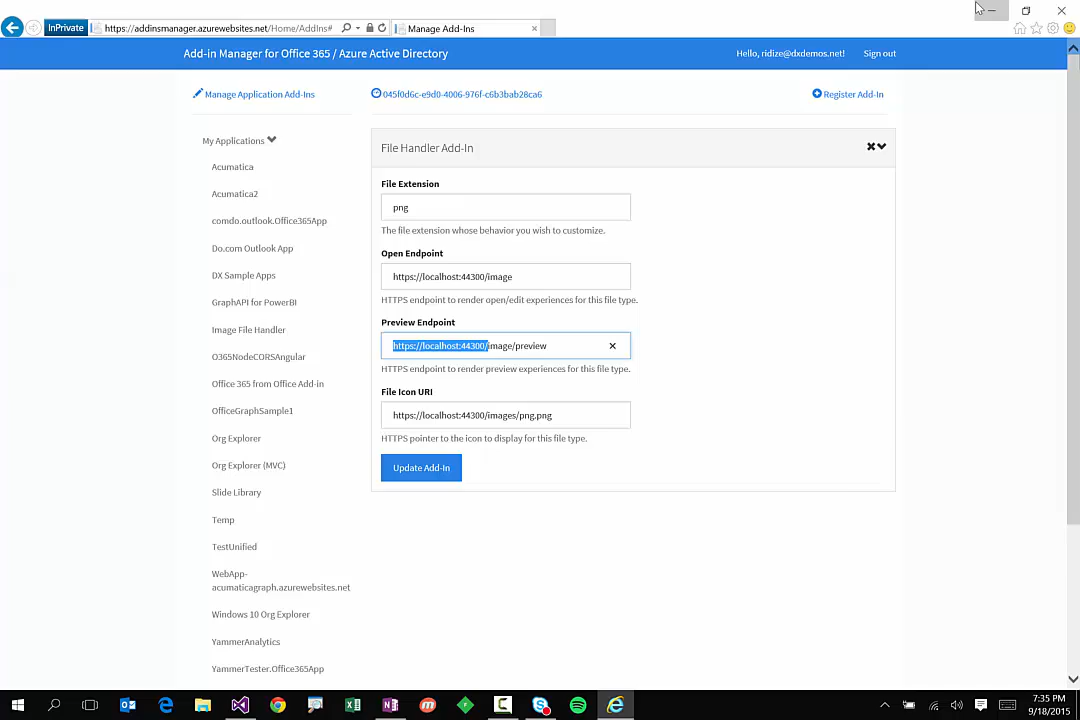 InPrivate
https://addinsmanager.azurewebsites.net/Home/AddIns#
Manage Add-Ins
Add-in Manager for Office 365 / Azure Active Directory
Hello, ridize@dxdemos.net!
Sign out
Manage Application Add-Ins
045f0d6c-e9d0-4006-976f-c6b3bab28ca6
Register Add-In
My Applications
Acumatica
Acumatica2
comdo.outlook.Office365App
Do.com Outlook App
DX Sample Apps
GraphAPI for PowerBI
Image File Handler
O365NodeCORSAngular
Office 365 from Office Add-in
OfficeGraphSample1
Org Explorer
Org Explorer (MVC)
Slide Library
Temp
TestUnified
WebApp-
acumaticagraph.azurewebsites.net
Windows 10 Org Explorer
YammerAnalytics
YammerTester.Office365App
File Handler Add-In
File Extension
png
The file extension whose behavior you wish to customize.
Open Endpoint
https://localhost:44300/image
HTTPS endpoint to render open/edit experiences for this file type.
Preview Endpoint
https://localhost:44300/image/preview
HTTPS endpoint to render preview experiences for this file type.
File Icon URI
https://localhost:44300/images/png.png
HTTPS pointer to the icon to display for this file type.
Update Add-In
7:35 PM
9/18/2015